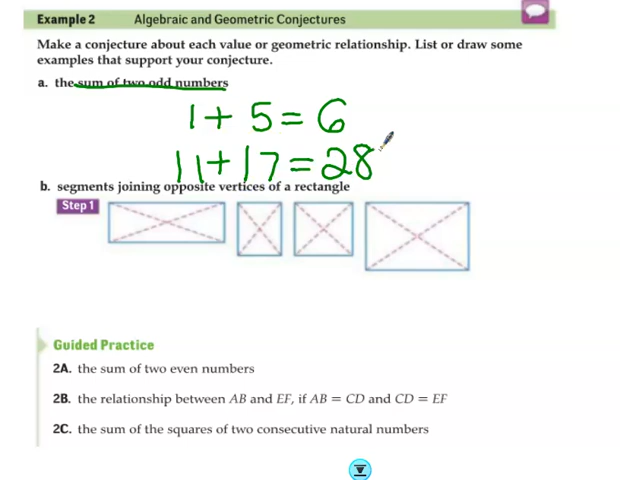 Example 2 Algebraic and Geometric Conjectures
Make a conjecture about each value or geometric relationship. List or draw some
examples that support your conjecture.
a. the sum of two odd numbers
1 + 5 = 6
11 + 17 = 28
b. segments joining opposite vertices of a rectangle
Step 1
Guided Practice
2A. the sum of two even numbers
2B. the relationship between AB and EF, if AB = CD and CD = EF
2C. the sum of the squares of two consecutive natural numbers